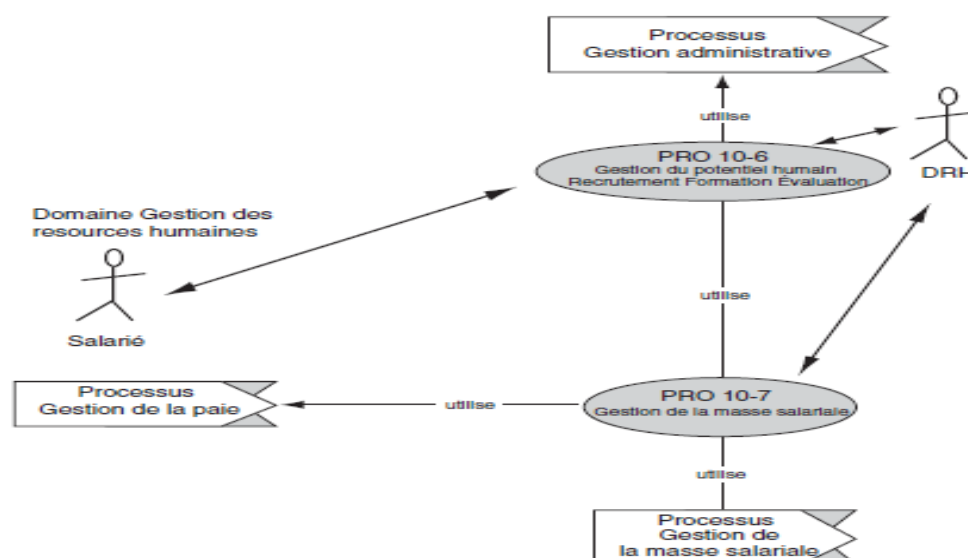 Processus
Gestion administrative
utilise
PRO 10-6
Gestion du potentiel humain
Recrutement Formation Évaluation
DRH
Domaine Gestion des
resources humaines
Salarié
utilise
Processus
Gestion de la paie
utilise
PRO 10-7
Gestion de la masse salariale
utilise
Processus
Gestion de
la masse salariale